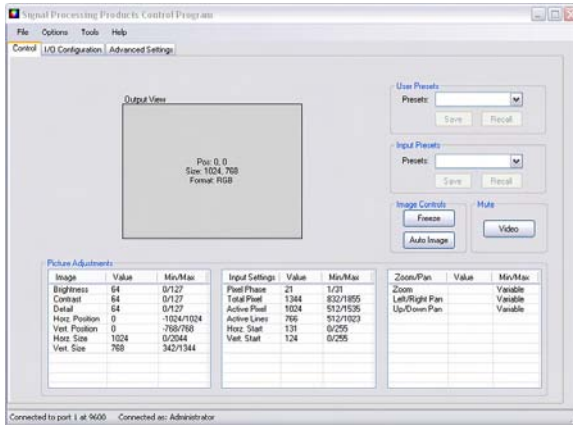 Signal Processing Products Control Program
File Options Tools Help
Control I/O Configuration Advanced Settings
Output View
Pos: 0, 0
Size: 1024, 768
Format: RGB
User Presets
Presets:
Save Recall
Input Presets
Presets:
Save Recall
Image Controls
Freeze
Auto Image
Mute
Video
Picture Adjustments
Image Value Min/Max
Brightness 64 0/127
Contrast 64 0/127
Detail 64 0/127
Horz. Position 0 -1024/1024
Vert. Position 0 -768/768
Horz. Size 1024 0/2044
Vert. Size 768 342/1344
Input Settings Value Min/Max
Pixel Phase 21 1/31
Total Pixel 1344 832/1855
Active Pixel 1024 512/1535
Active Lines 766 512/1023
Horz. Start 131 0/255
Vert. Start 124 0/255
Zoom/Pan Value Min/Max
Zoom Variable
Left/Right Pan Variable
Up/Down Pan Variable
Connected to port 1 at 9600 Connected as: Administrator